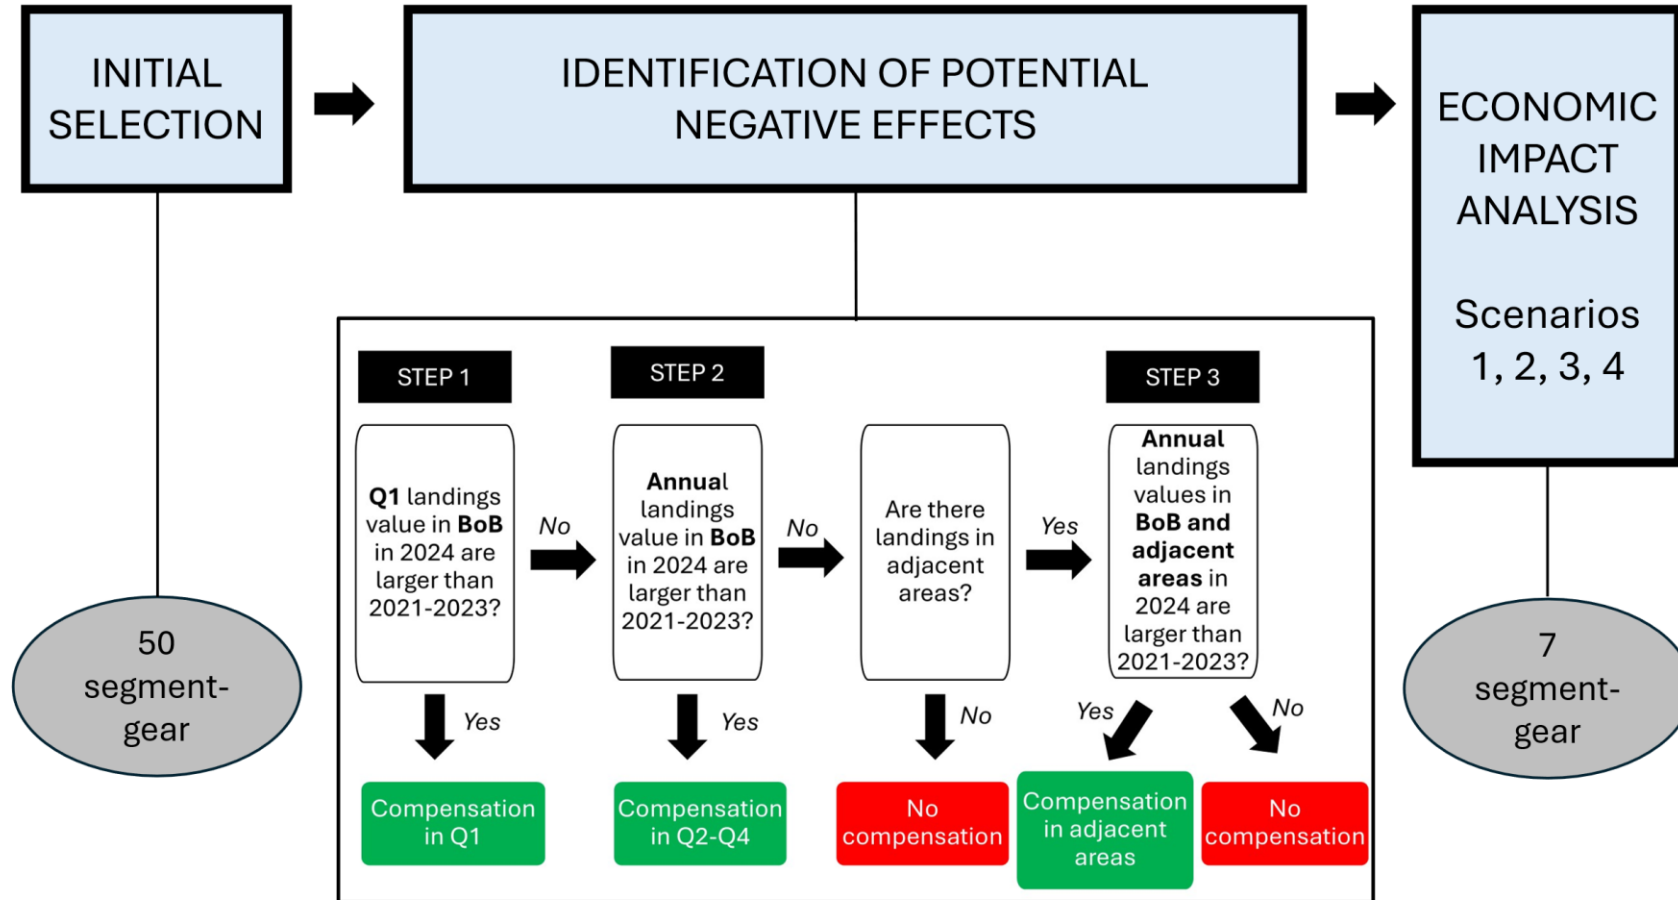 INITIAL
SELECTION
IDENTIFICATION OF POTENTIAL
NEGATIVE EFFECTS
ECONOMIC
IMPACT
ANALYSIS
Scenarios
1, 2, 3, 4
50
segment-
gear
STEP 1
Q1 landings
value in BoB
in 2024 are
larger than
2021-2023?
No
Yes
Compensation
in Q1
STEP 2
Annual
landings
value in BoB
in 2024 are
larger than
2021-2023?
No
Yes
Compensation
in Q2-Q4
Are there
landings in
adjacent
areas?
Yes
No
No
compensation
STEP 3
Annual
landings
values in
BoB and
adjacent
areas in
2024 are
larger than
2021-2023?
Yes
No
Compensation
in adjacent
areas
No
compensation
7
segment-
gear